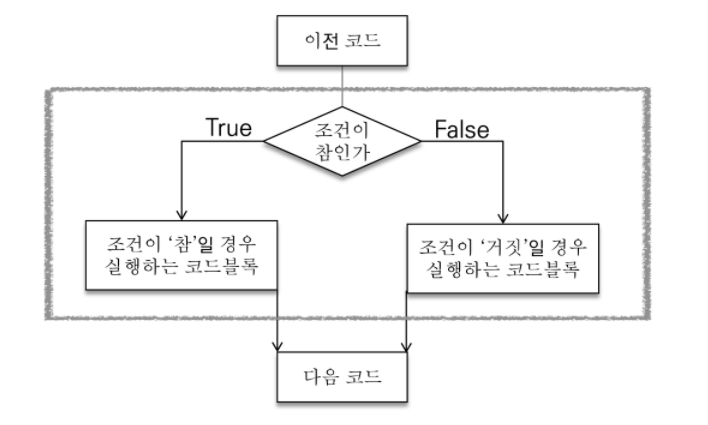 이전 코드
True
조건이
참인가
False
조건이 ‘참’일 경우
실행하는 코드블록
조건이 ‘거짓’일 경우
실행하는 코드블록
다음 코드